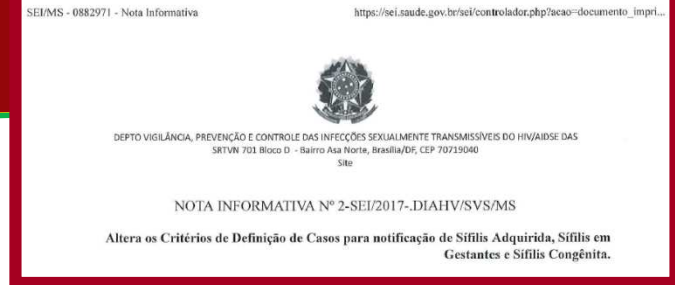 SEI/MS - 0882971 - Nota Informativa
https://sei.saude.gov.br/sei/controlador.php?acao=documento_impri...
DEPTO VIGILÂNCIA, PREVENÇÃO E CONTROLE DAS INFECÇÕES SEXUALMENTE TRANSMISSÍVEIS DO HIV/AIDSE DAS
SRTVN 701 Bloco D - Bairro Asa Norte, Brasília/DF, CEP 70719040
Site
NOTA INFORMATIVA Nº 2-SEI/2017-.DIAHV/SVS/MS
Altera os Critérios de Definição de Casos para notificação de Sífilis Adquirida, Sífilis em
Gestantes e Sífilis Congênita.